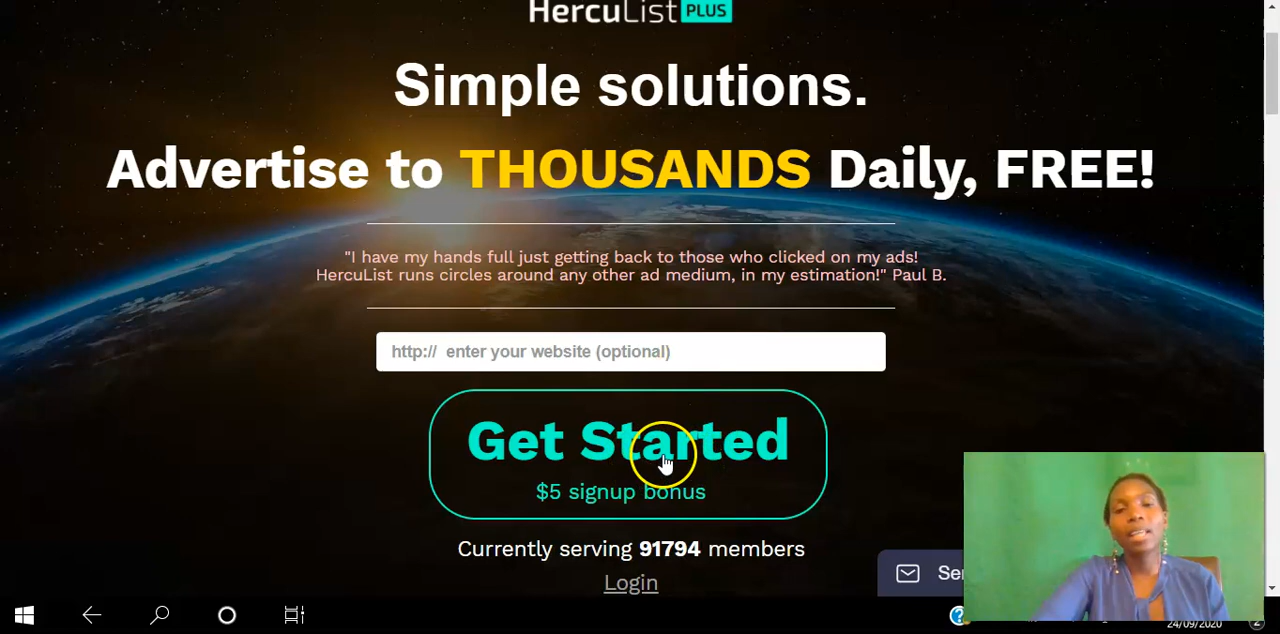 HercuList PLUS
Simple solutions.
Advertise to THOUSANDS Daily, FREE!
"I have my hands full just getting back to those who clicked on my ads!
HercuList runs circles around any other ad medium, in my estimation!" Paul B.
http://  enter your website (optional)
Get Started
$5 signup bonus
Currently serving 91794 members
Login
24/09/2020